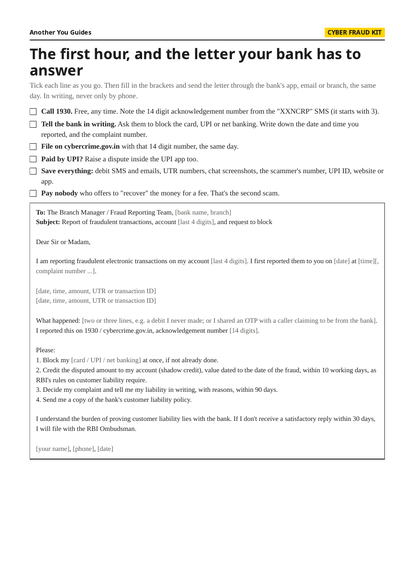 Another You Guides
CYBER FRAUD KIT
The first hour, and the letter your bank has to
answer
Tick each line as you go. Then fill in the brackets and send the letter through the bank's app, email or branch, the same
day. In writing, never only by phone.
Call 1930. Free, any time. Note the 14 digit acknowledgement number from the "XXNCRP" SMS (it starts with 3).
Tell the bank in writing. Ask them to block the card, UPI or net banking. Write down the date and time you
reported, and the complaint number.
File on cybercrime.gov.in with that 14 digit number, the same day.
Paid by UPI? Raise a dispute inside the UPI app too.
Save everything: debit SMS and emails, UTR numbers, chat screenshots, the scammer's number, UPI ID, website or
app.
Pay nobody who offers to "recover" the money for a fee. That's the second scam.
To: The Branch Manager / Fraud Reporting Team, [bank name, branch]
Subject: Report of fraudulent transactions, account [last 4 digits], and request to block
Dear Sir or Madam,
I am reporting fraudulent electronic transactions on my account [last 4 digits]. I first reported them to you on [date] at [time][,
complaint number ...].
[date, time, amount, UTR or transaction ID]
[date, time, amount, UTR or transaction ID]
What happened: [two or three lines, e.g. a debit I never made; or I shared an OTP with a caller claiming to be from the bank].
I reported this on 1930 / cybercrime.gov.in, acknowledgement number [14 digits].
Please:
1. Block my [card / UPI / net banking] at once, if not already done.
2. Credit the disputed amount to my account (shadow credit), value dated to the date of the fraud, within 10 working days, as
RBI's rules on customer liability require.
3. Decide my complaint and tell me my liability in writing, with reasons, within 90 days.
4. Send me a copy of the bank's customer liability policy.
I understand the burden of proving customer liability lies with the bank. If I don't receive a satisfactory reply within 30 days,
I will file with the RBI Ombudsman.
[your name], [phone], [date]